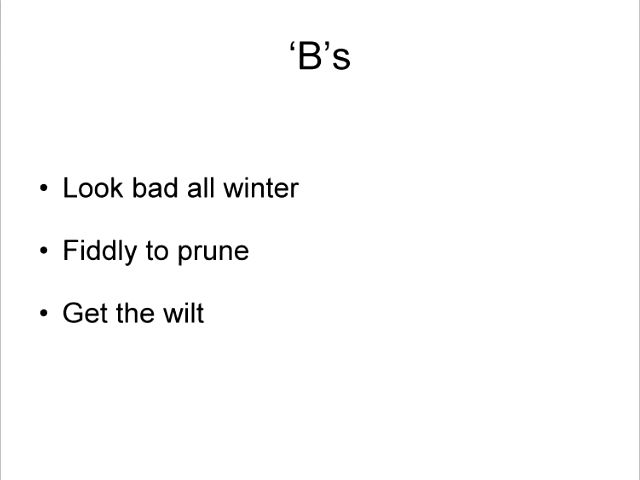 ‘B’s
• Look bad all winter
• Fiddly to prune
• Get the wilt